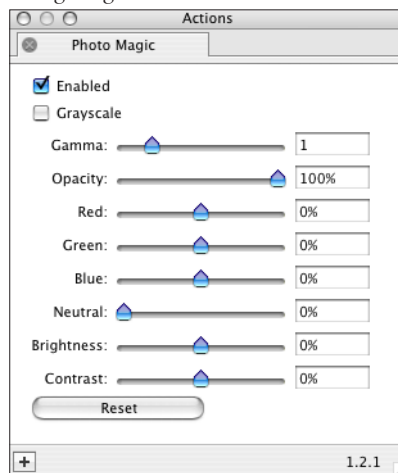 Actions
Photo Magic
Enabled
Grayscale
Gamma: 1
Opacity: 100%
Red: 0%
Green: 0%
Blue: 0%
Neutral: 0%
Brightness: 0%
Contrast: 0%
Reset
+ 1.2.1